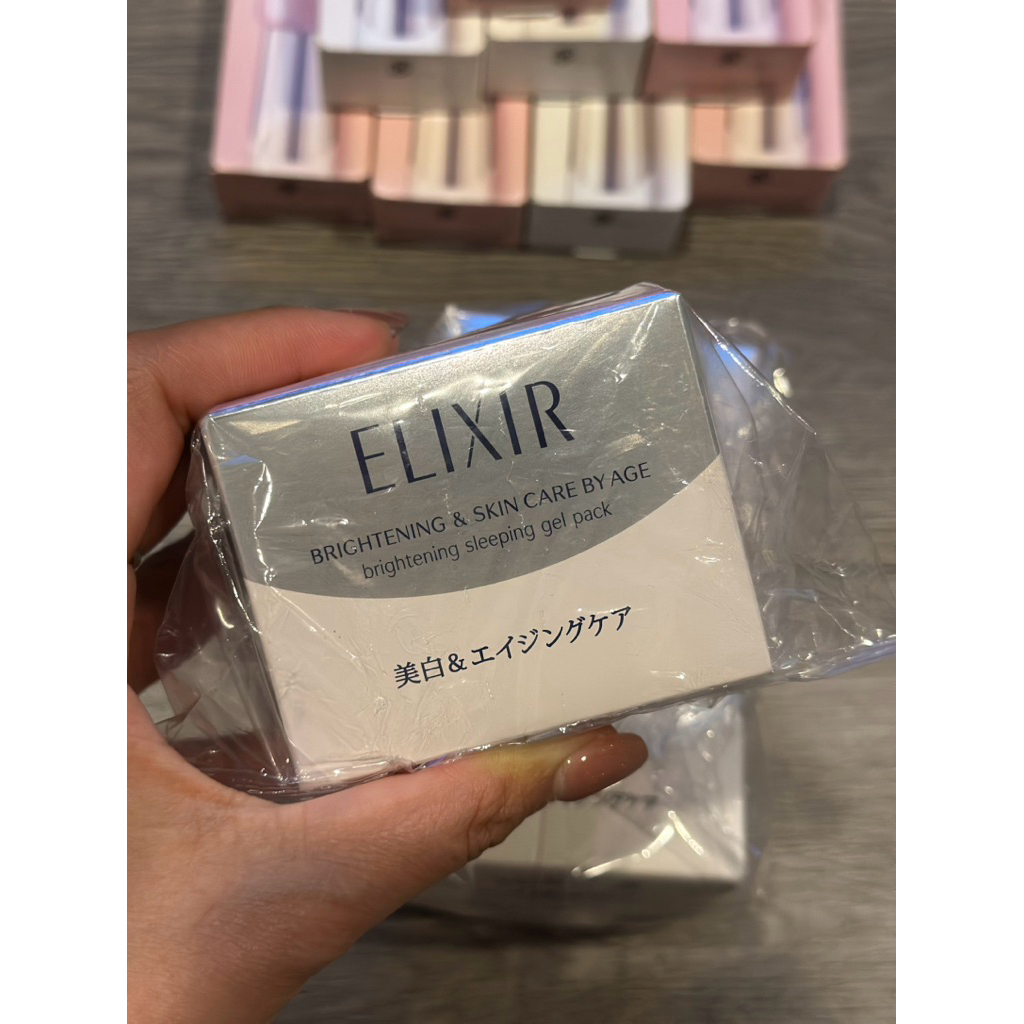 ELIXIR
BRIGHTENING & SKIN CARE BY AGE
brightening sleeping gel pack
美白&エイジングケア